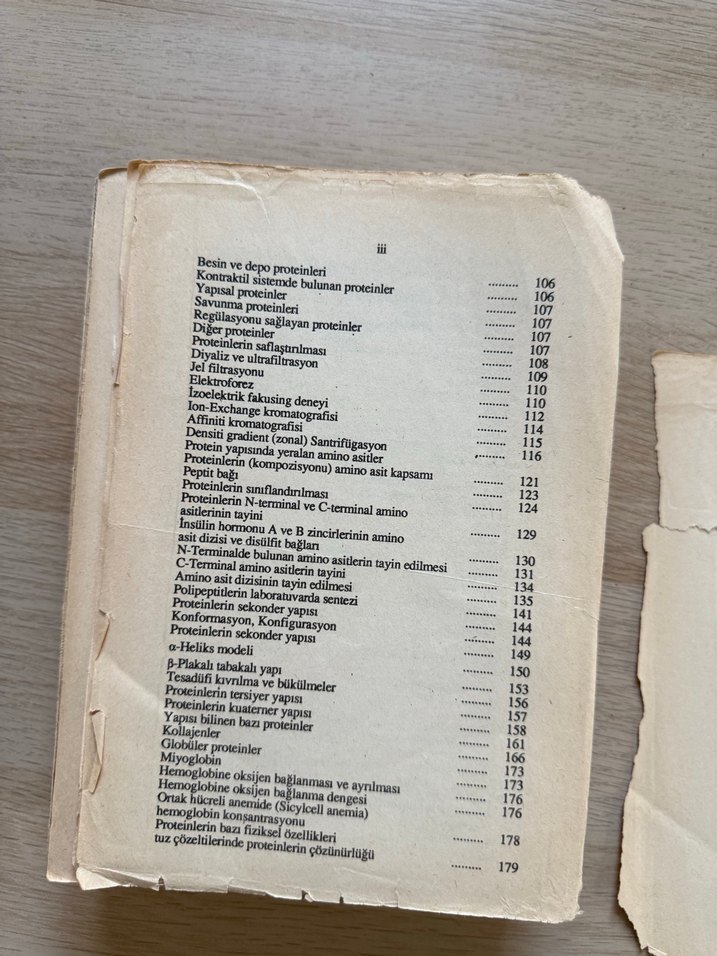 iii
Besin ve depo proteinleri ......... 106
Kontraktil sistemde bulunan proteinler ......... 106
Yapısal proteinler ......... 107
Savunma proteinleri ......... 107
Regülasyonu sağlayan proteinler ......... 107
Diğer proteinler ......... 107
Proteinlerin saflaştırılması ......... 108
Diyaliz ve ultrafiltrasyon ......... 109
Jel filtrasyonu ......... 110
Elektroforez ......... 110
İzoelektrik fakusing deneyi ......... 112
Ion-Exchange kromatografisi ......... 114
Affiniti kromatografisi ......... 115
Densiti gradient (zonal) Santrifügasyon ......... 116
Protein yapısında yeralan amino asitler
Proteinlerin (kompozisyonu) amino asit kapsamı ......... 121
Peptit bağı ......... 123
Proteinlerin sınıflandırılması ......... 124
Proteinlerin N-terminal ve C-terminal amino
asitlerinin tayini ......... 129
İnsülin hormonu A ve B zincirlerinin amino
asit dizisi ve disülfit bağları ......... 130
N-Terminalde bulunan amino asitlerin tayin edilmesi ......... 131
C-Terminal amino asitlerin tayini ......... 134
Amino asit dizisinin tayin edilmesi ......... 135
Polipeptitlerin laboratuvarda sentezi ......... 141
Proteinlerin sekonder yapısı ......... 144
Konformasyon, Konfigurasyon ......... 144
Proteinlerin sekonder yapısı ......... 149
α-Heliks modeli ......... 150
β-Plakalı tabakalı yapı ......... 153
Tesadüfi kıvrılma ve bükülmeler ......... 156
Proteinlerin tersiyer yapısı ......... 157
Proteinlerin kuaterner yapısı ......... 158
Yapısı bilinen bazı proteinler ......... 161
Kollajenler ......... 166
Globüler proteinler ......... 173
Miyoglobin ......... 173
Hemoglobine oksijen bağlanması ve ayrılması ......... 176
Hemoglobine oksijen bağlanma dengesi ......... 176
Ortak hücreli anemide (Sicylcell anemia)
hemoglobin konsantrasyonu ......... 178
Proteinlerin bazı fiziksel özellikleri
tuz çözeltilerinde proteinlerin çözünürlüğü ......... 179